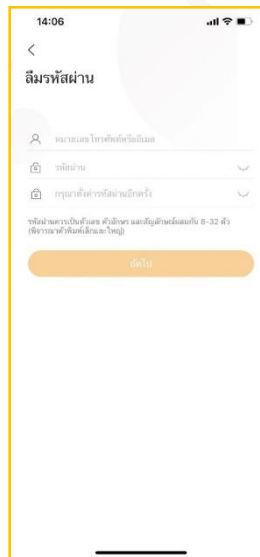 14:06
ลืมรหัสผ่าน
หมายเลขโทรศัพท์หรืออีเมล
รหัสผ่าน
กรุณาตั้งค่ารหัสผ่านอีกครั้ง
รหัสผ่านควรเป็นตัวเลข ตัวอักษร และสัญลักษณ์ผสมกัน 8-32 ตัว
(พิจารณาตัวพิมพ์เล็กและใหญ่)
ถัดไป